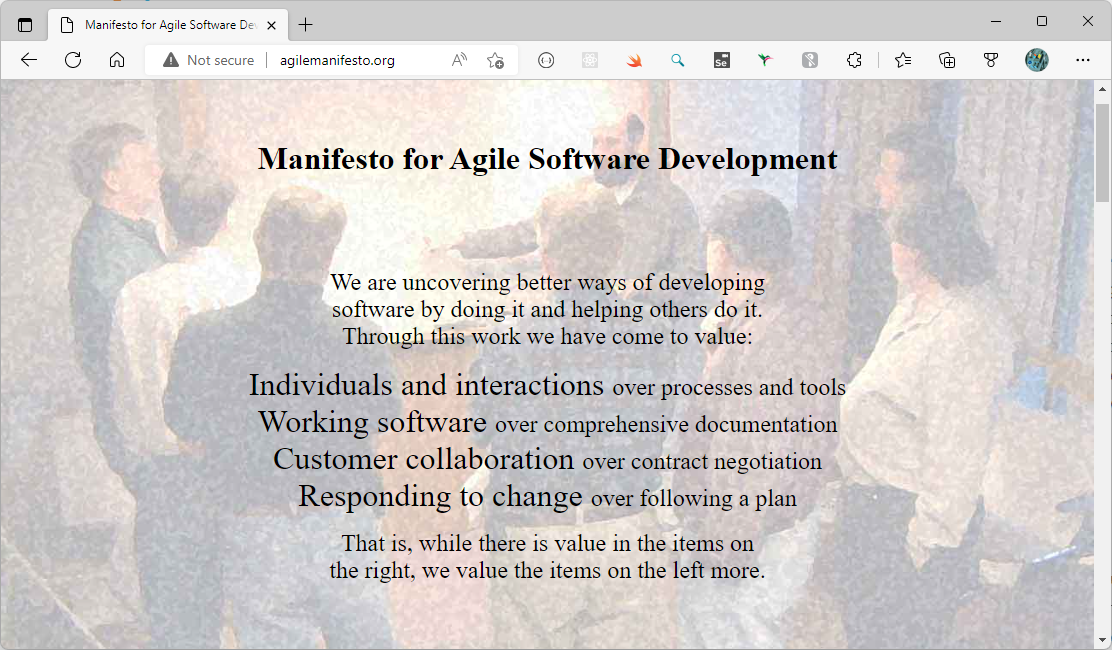 Manifesto for Agile Software Dev
Not secure
agilemanifesto.org
Se
Manifesto for Agile Software Development
We are uncovering better ways of developing
software by doing it and helping others do it.
Through this work we have come to value:
Individuals and interactions over processes and tools
Working software over comprehensive documentation
Customer collaboration over contract negotiation
Responding to change over following a plan
That is, while there is value in the items on
the right, we value the items on the left more.